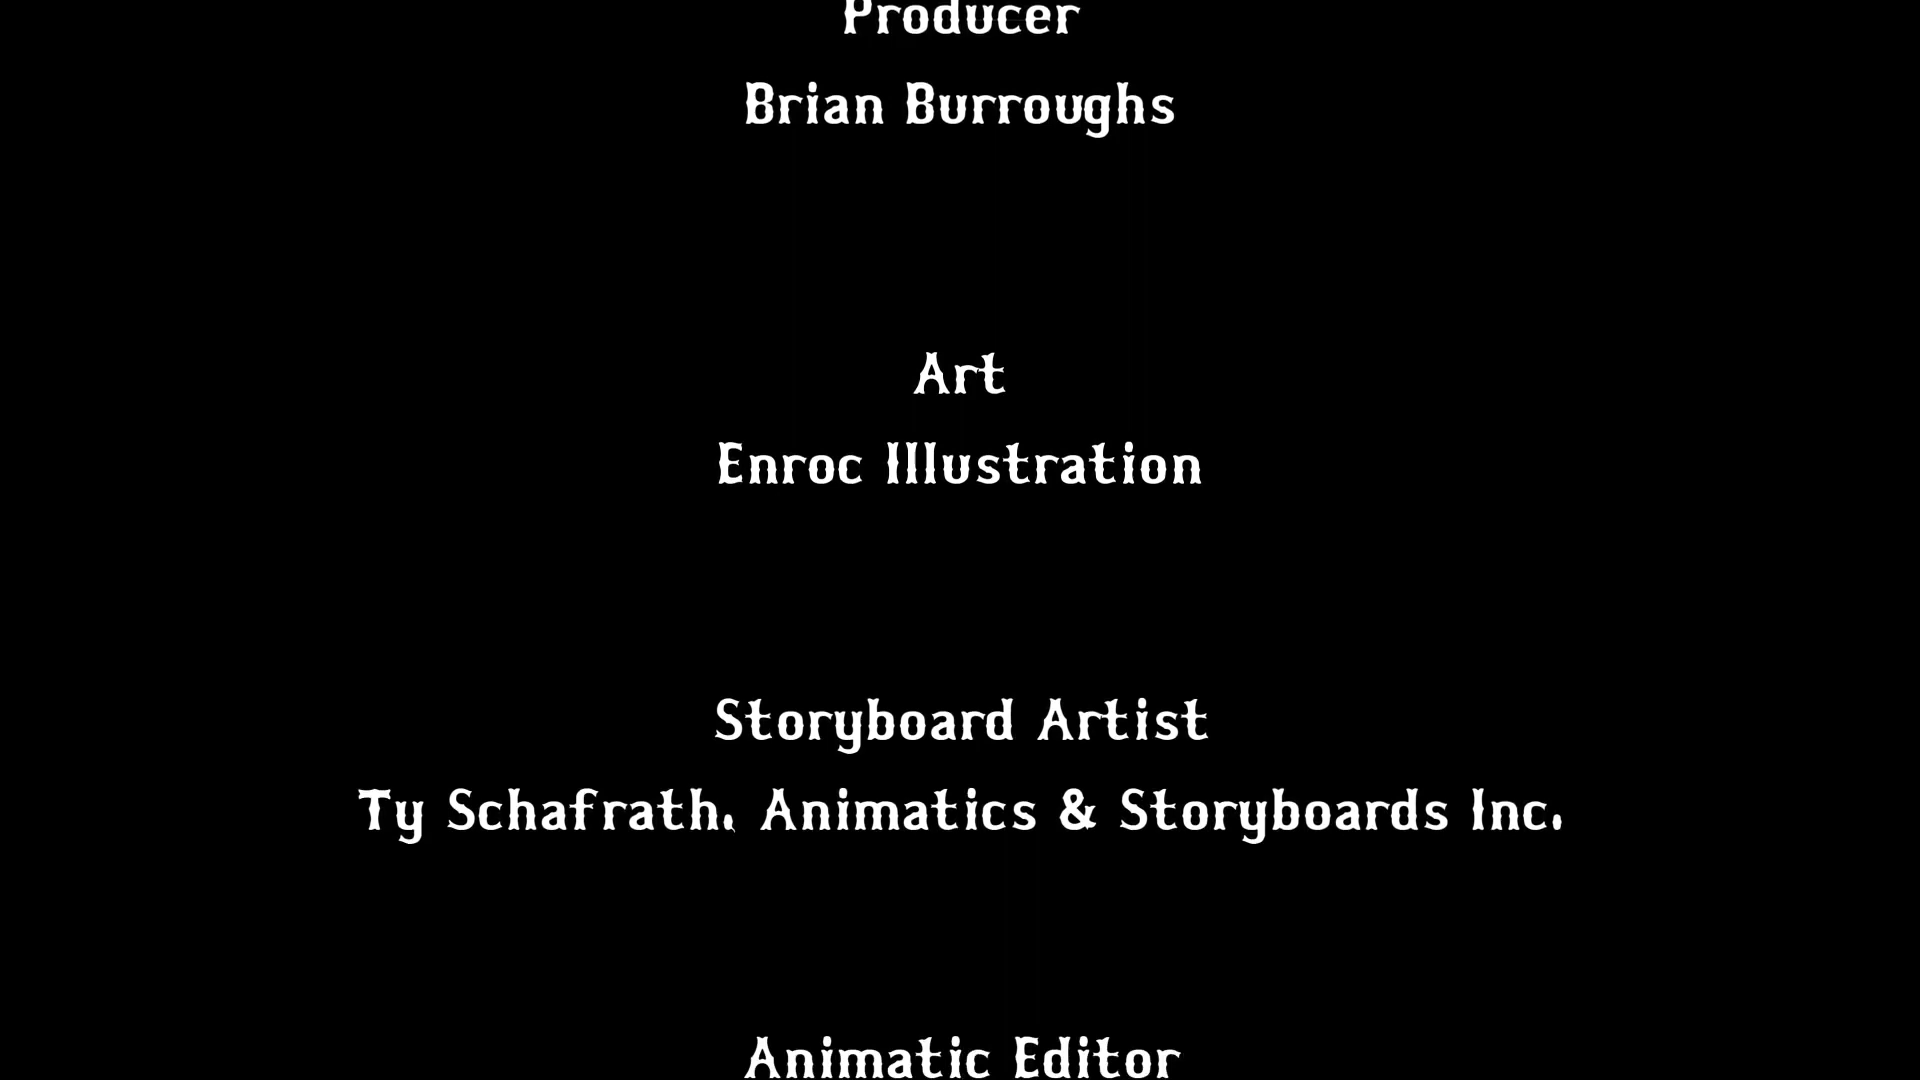 Producer
Brian Burroughs
Art
Enroc Illustration
Storyboard Artist
Ty Schafrath, Animatics & Storyboards Inc.
Animatic Editor